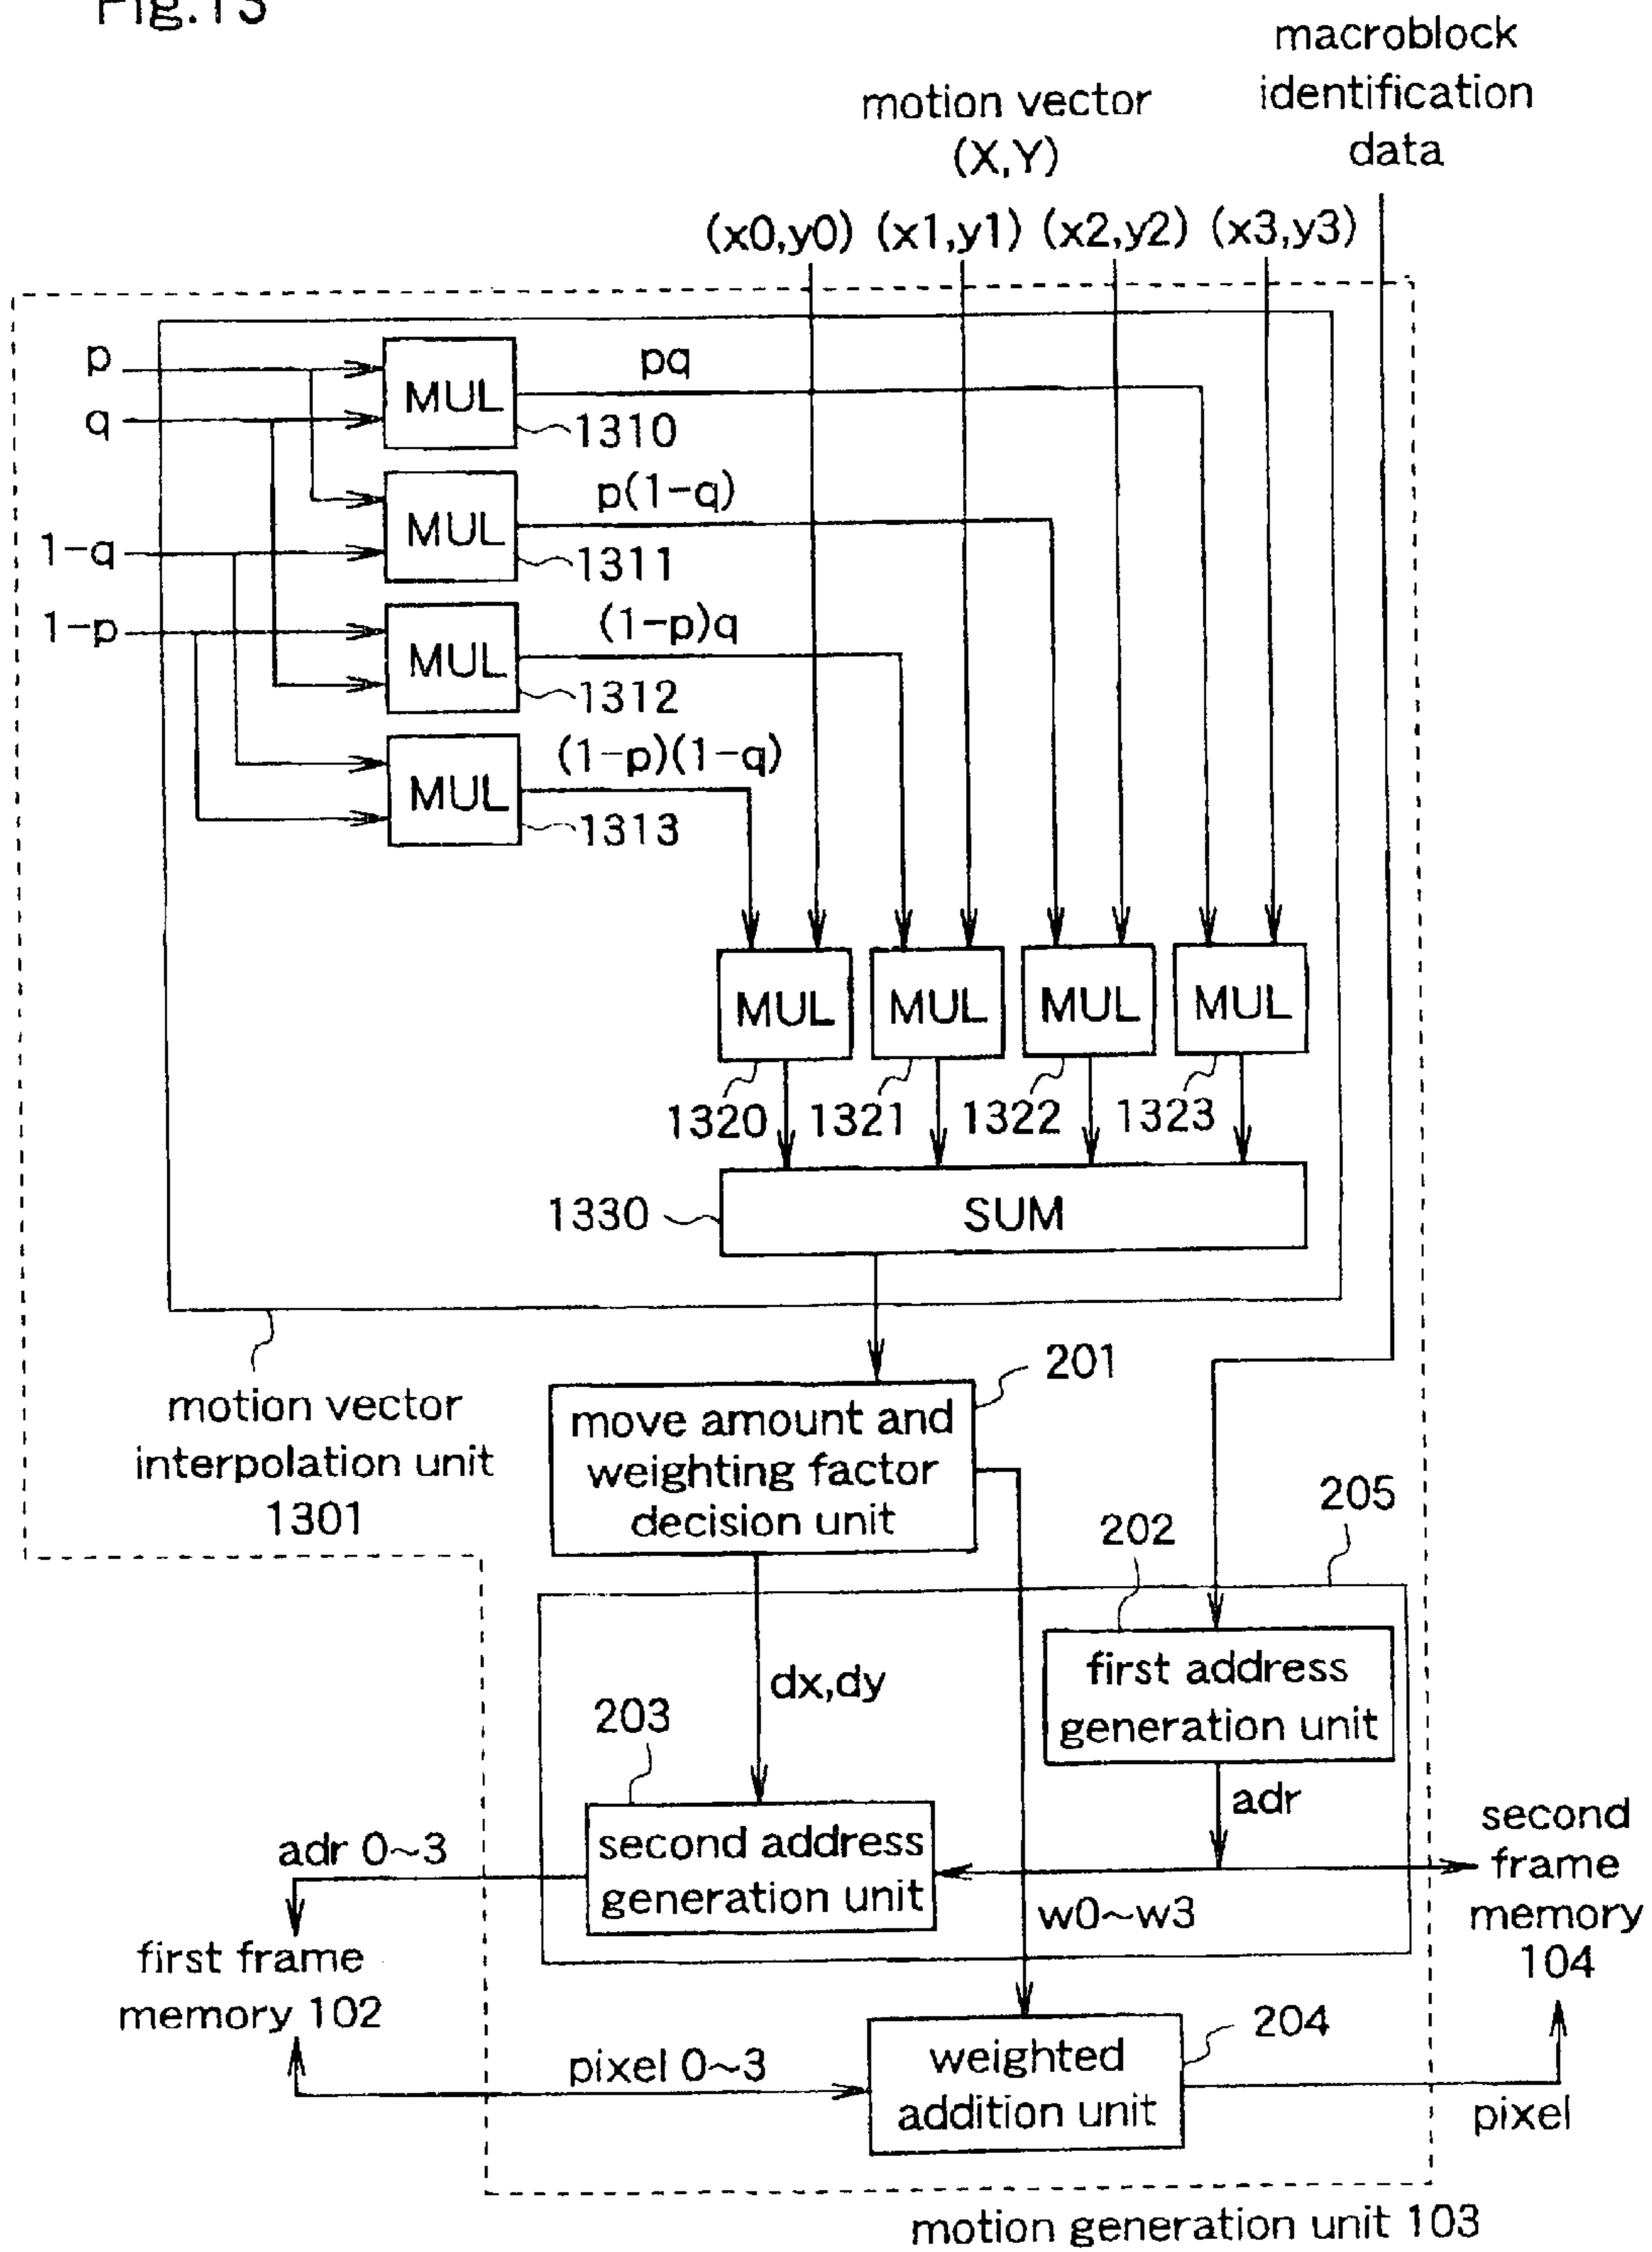 Fig.13
macroblock
identification
data
motion vector
(X,Y)
(x0,y0) (x1,y1) (x2,y2) (x3,y3)
p
q
1-q
1-p
MUL
pq
1310
MUL
p(1-q)
1311
MUL
(1-p)q
1312
MUL
(1-p)(1-q)
1313
MUL MUL MUL MUL
1320 1321 1322 1323
1330
SUM
motion vector
interpolation unit
1301
201
move amount and
weighting factor
decision unit
205
202
first address
generation unit
dx,dy
203
adr
second address
generation unit
adr 0~3
w0~w3
second
frame
memory
104
first frame
memory 102
204
pixel 0~3
weighted
addition unit
pixel
motion generation unit 103